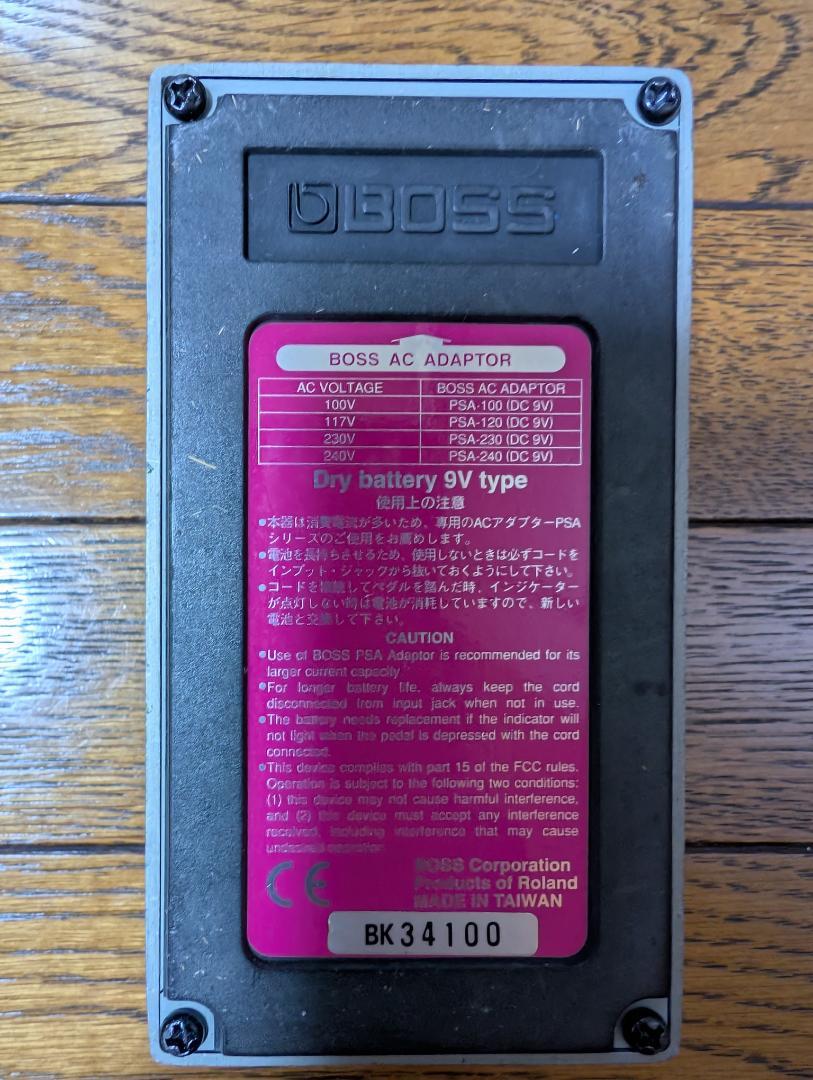 BOSS
BOSS AC ADAPTOR
AC VOLTAGE BOSS AC ADAPTOR
100V PSA-100 (DC 9V)
117V PSA-120 (DC 9V)
230V PSA-230 (DC 9V)
240V PSA-240 (DC 9V)
Dry battery 9V type
使用上の注意
●本器は消費電流が多いため、専用のACアダプターPSA
シリーズのご使用をお薦めします。
●電池を長持ちさせるため、使用しないときは必ずコードを
インプット・ジャックから抜いておくようにして下さい。
●コードを接続してペダルを踏んだ時、インジケーター
が点灯しない時は電池が消耗していますので、新しい
電池と交換して下さい。
CAUTION
●Use of BOSS PSA Adaptor is recommended for its
larger current capacity.
●For longer battery life, always keep the cord
disconnected from input jack when not in use.
●The battery needs replacement if the indicator will
not light when the pedal is depressed with the cord
connected.
●This device complies with part 15 of the FCC rules.
Operation is subject to the following two conditions:
(1) this device may not cause harmful interference,
and (2) this device must accept any interference
received, including interference that may cause
undesired operation.
CE
BOSS Corporation
Products of Roland
MADE IN TAIWAN
BK34100